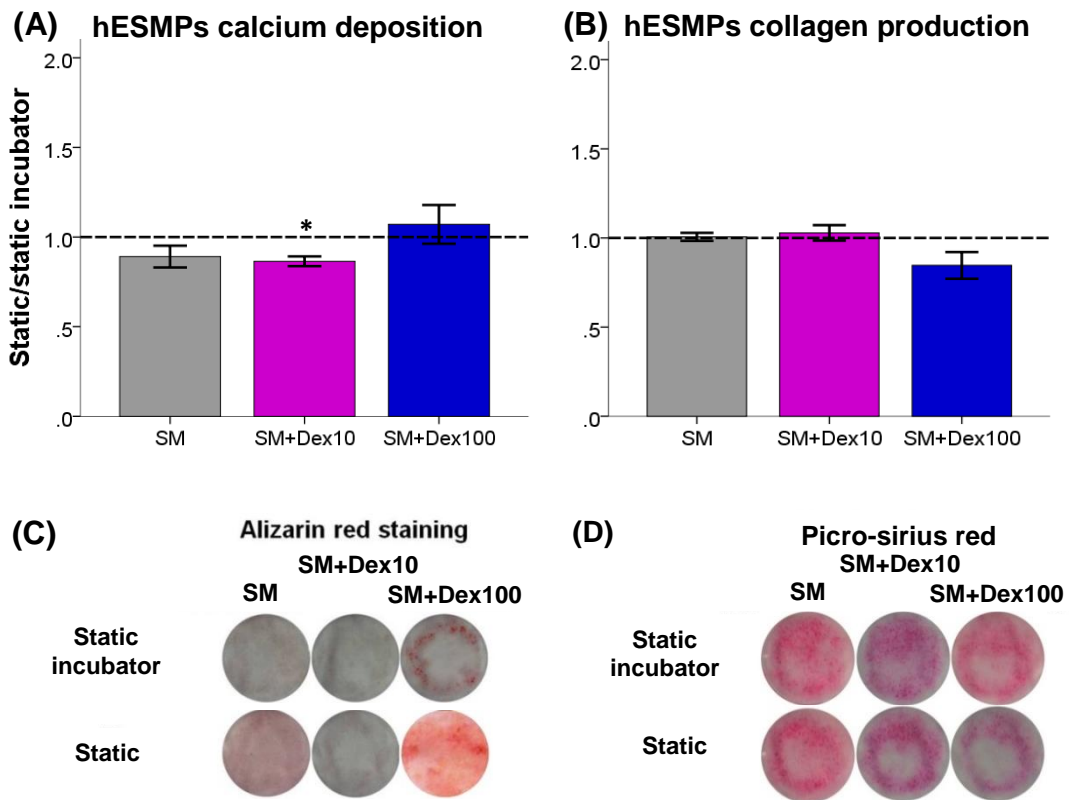 (A) hESMPs calcium deposition
2.0
1.5
1.0
.5
.0
Static/static incubator
*
SM SM+Dex10 SM+Dex100
(B) hESMPs collagen production
2.0
1.5
1.0
.5
.0
SM SM+Dex10 SM+Dex100
(C) Alizarin red staining
SM+Dex10
SM SM+Dex100
Static
incubator
Static
(D) Picro-sirius red
SM+Dex10
SM SM+Dex100
Static
incubator
Static